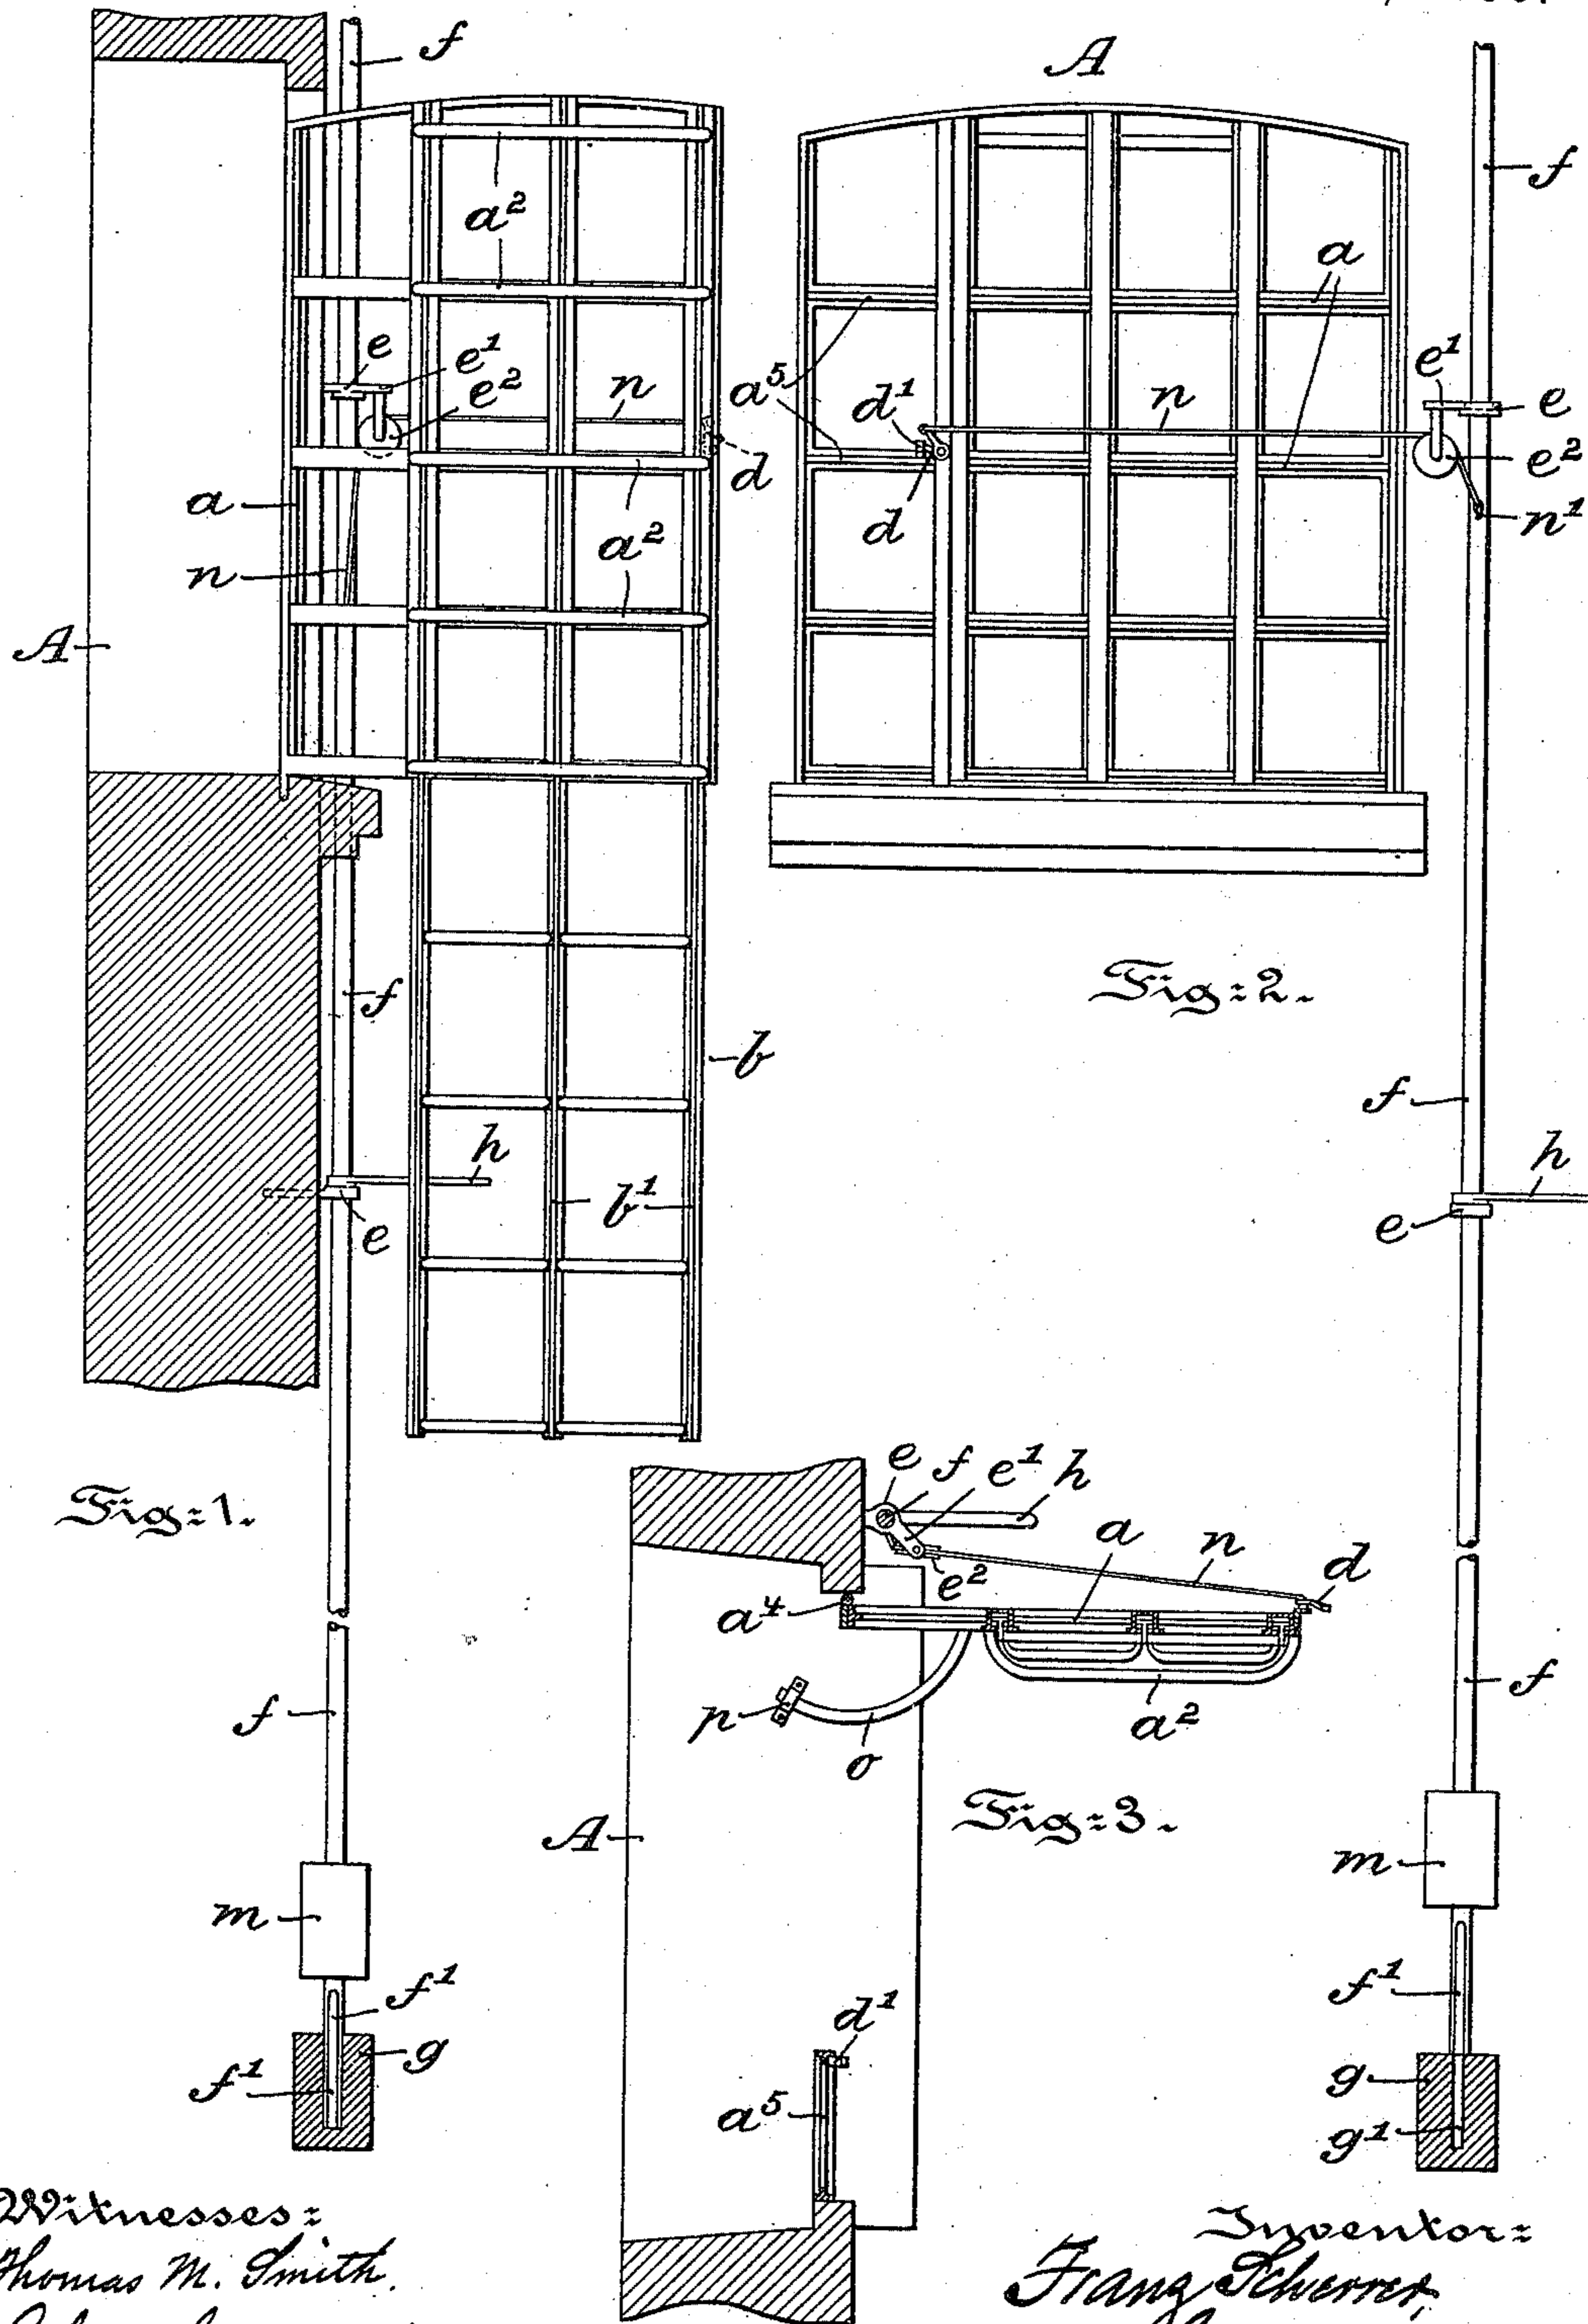 A
f
f
a²
a
a²
e
e¹
e²
n
a⁵
d¹
n
e¹
e
e²
n¹
d
d
a
a²
n
A
Fig:2.
f
b
f
h
h
b¹
e
e
Fig:1.
e f e¹ h
a
n
d
e²
a⁴
f
f
p
a²
o
Fig:3.
A
m
m
f¹
f¹
d¹
g
f¹
g
a⁵
g¹
Witnesses:
Thomas M. Smith.
Inventor:
Franz Scherrer,